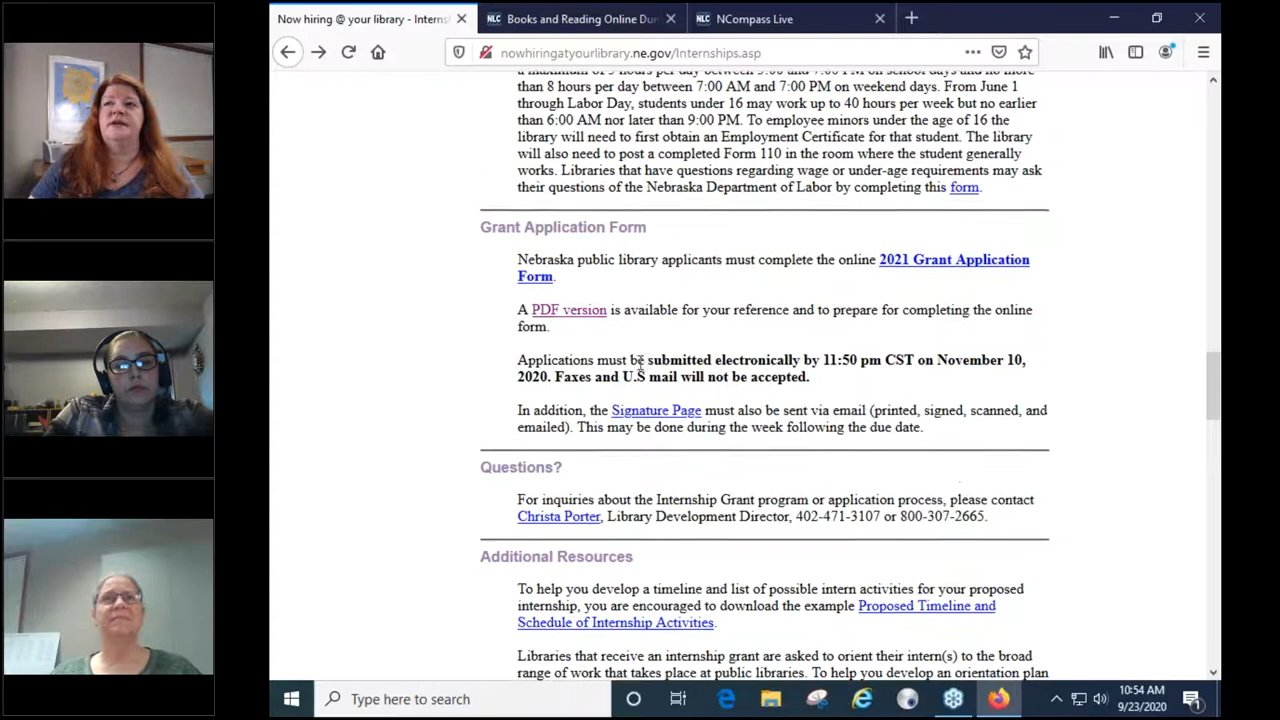 Now hiring @ your library - Interns
Books and Reading Online Dur
NCompass Live
nowhiringatyourlibrary.ne.gov/Internships.asp
than 8 hours per day between 7:00 AM and 7:00 PM on weekend days. From June 1
through Labor Day, students under 16 may work up to 40 hours per week but no earlier
than 6:00 AM nor later than 9:00 PM. To employee minors under the age of 16 the
library will need to first obtain an Employment Certificate for that student. The library
will also need to post a completed Form 110 in the room where the student generally
works. Libraries that have questions regarding wage or under-age requirements may ask
their questions of the Nebraska Department of Labor by completing this form.
Grant Application Form
Nebraska public library applicants must complete the online 2021 Grant Application
Form.
A PDF version is available for your reference and to prepare for completing the online
form.
Applications must be submitted electronically by 11:50 pm CST on November 10,
2020. Faxes and U.S mail will not be accepted.
In addition, the Signature Page must also be sent via email (printed, signed, scanned, and
emailed). This may be done during the week following the due date.
Questions?
For inquiries about the Internship Grant program or application process, please contact
Christa Porter, Library Development Director, 402-471-3107 or 800-307-2665.
Additional Resources
To help you develop a timeline and list of possible intern activities for your proposed
internship, you are encouraged to download the example Proposed Timeline and
Schedule of Internship Activities.
Libraries that receive an internship grant are asked to orient their intern(s) to the broad
range of work that takes place at public libraries. To help you develop an orientation plan
Type here to search
10:54 AM
9/23/2020